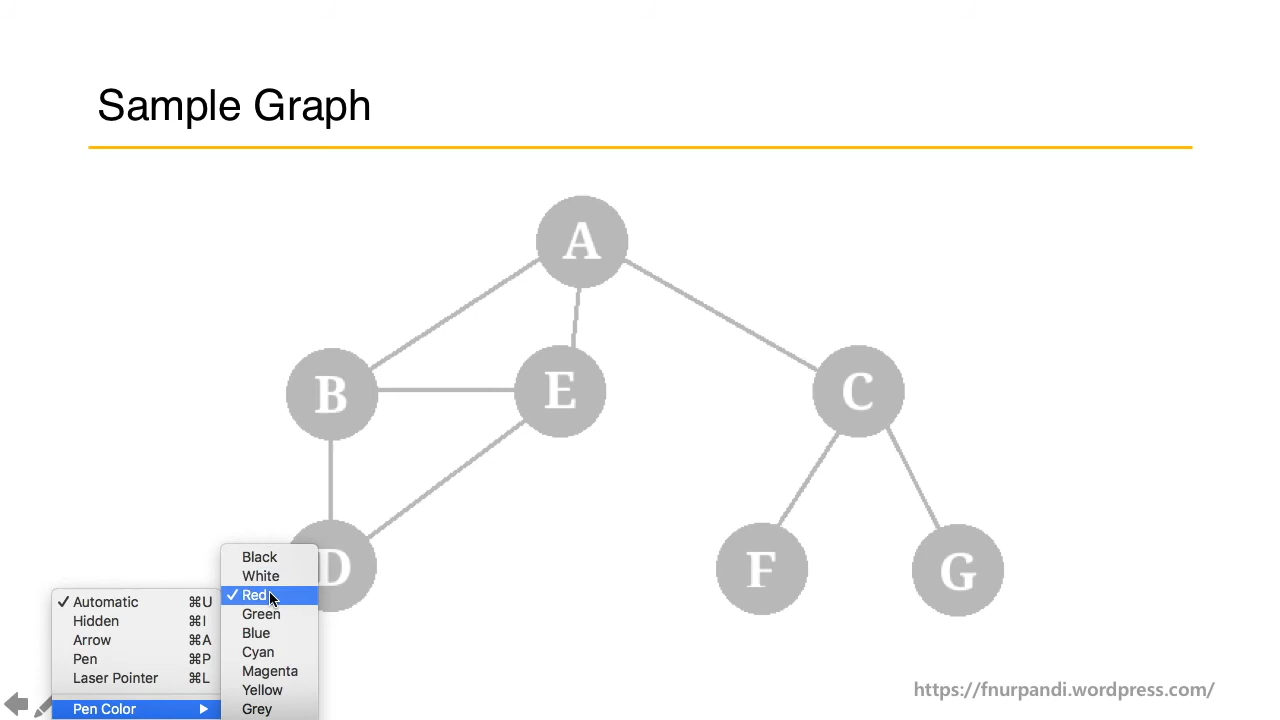 Sample Graph
A
B
E
C
D
F
G
Black
White
✓ Red
Green
Blue
Cyan
Magenta
Yellow
Grey
✓ Automatic ⌘U
Hidden ⌘I
Arrow ⌘A
Pen ⌘P
Laser Pointer ⌘L
Pen Color ▶
https://fnurpandi.wordpress.com/